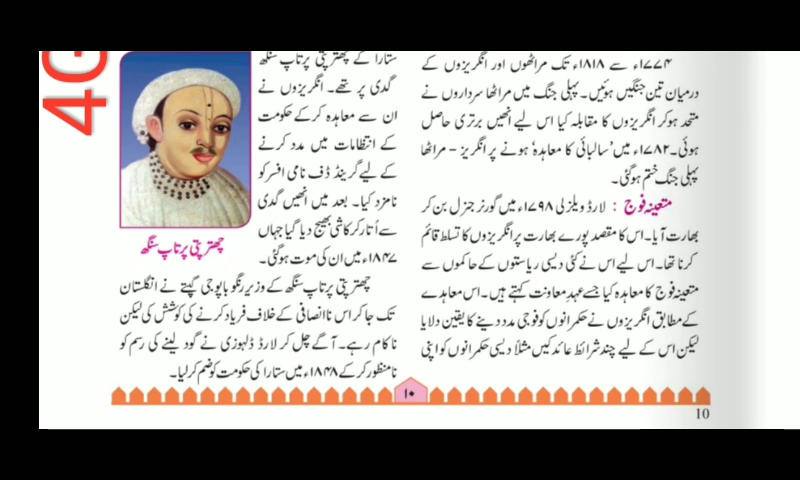 4G
۱۷۷۴ء سے ۱۸۱۸ء تک مراٹھوں اور انگریزوں کے
درمیان تین جنگیں ہوئیں۔ پہلی جنگ میں مراٹھا سرداروں نے
متحد ہوکر انگریزوں کا مقابلہ کیا اس لیے انھیں برتری حاصل
ہوئی۔ ۱۷۸۲ء میں ’سالبائی کا معاہدہ‘ ہونے پر انگریز - مراٹھا
پہلی جنگ ختم ہوگئی۔
متعینہ فوج : لارڈ ویلزلی ۱۷۹۸ء میں گورنر جنرل بن کر
بھارت آیا۔ اس کا مقصد پورے بھارت پر انگریزوں کا تسلط قائم
کرنا تھا۔ اس لیے اس نے کئی دیسی ریاستوں کے حاکموں سے
متعینہ فوج کا معاہدہ کیا جسے عہدِ معاونت کہتے ہیں۔ اس معاہدے
کے مطابق انگریزوں نے حکمرانوں کو فوجی مدد دینے کا یقین دلایا
لیکن اس کے لیے چند شرائط عائد کیں مثلاً دیسی حکمرانوں کو اپنی
ستارا کے چھترپتی پرتاپ سنگھ
گدی پر تھے۔ انگریزوں نے
ان سے معاہدہ کرکے حکومت
کے انتظامات میں مدد کرنے
کے لیے گرینڈ ڈف نامی افسر کو
نامزد کیا۔ بعد میں انھیں گدی
سے اُتار کر کاشی بھیج دیا گیا جہاں
۱۸۴۷ء میں ان کی موت ہوگئی۔
چھترپتی پرتاپ سنگھ
چھترپتی پرتاپ سنگھ کے وزیر رنگو باپوجی گپتے نے انگلستان
تک جاکر اس ناانصافی کے خلاف فریاد کرنے کی کوشش کی لیکن
ناکام رہے۔ آگے چل کر لارڈ ڈلہوزی نے گود لینے کی رسم کو
نامنظور کرکے ۱۸۴۸ء میں ستارا کی حکومت کو ضم کرلیا۔
۱۰
10